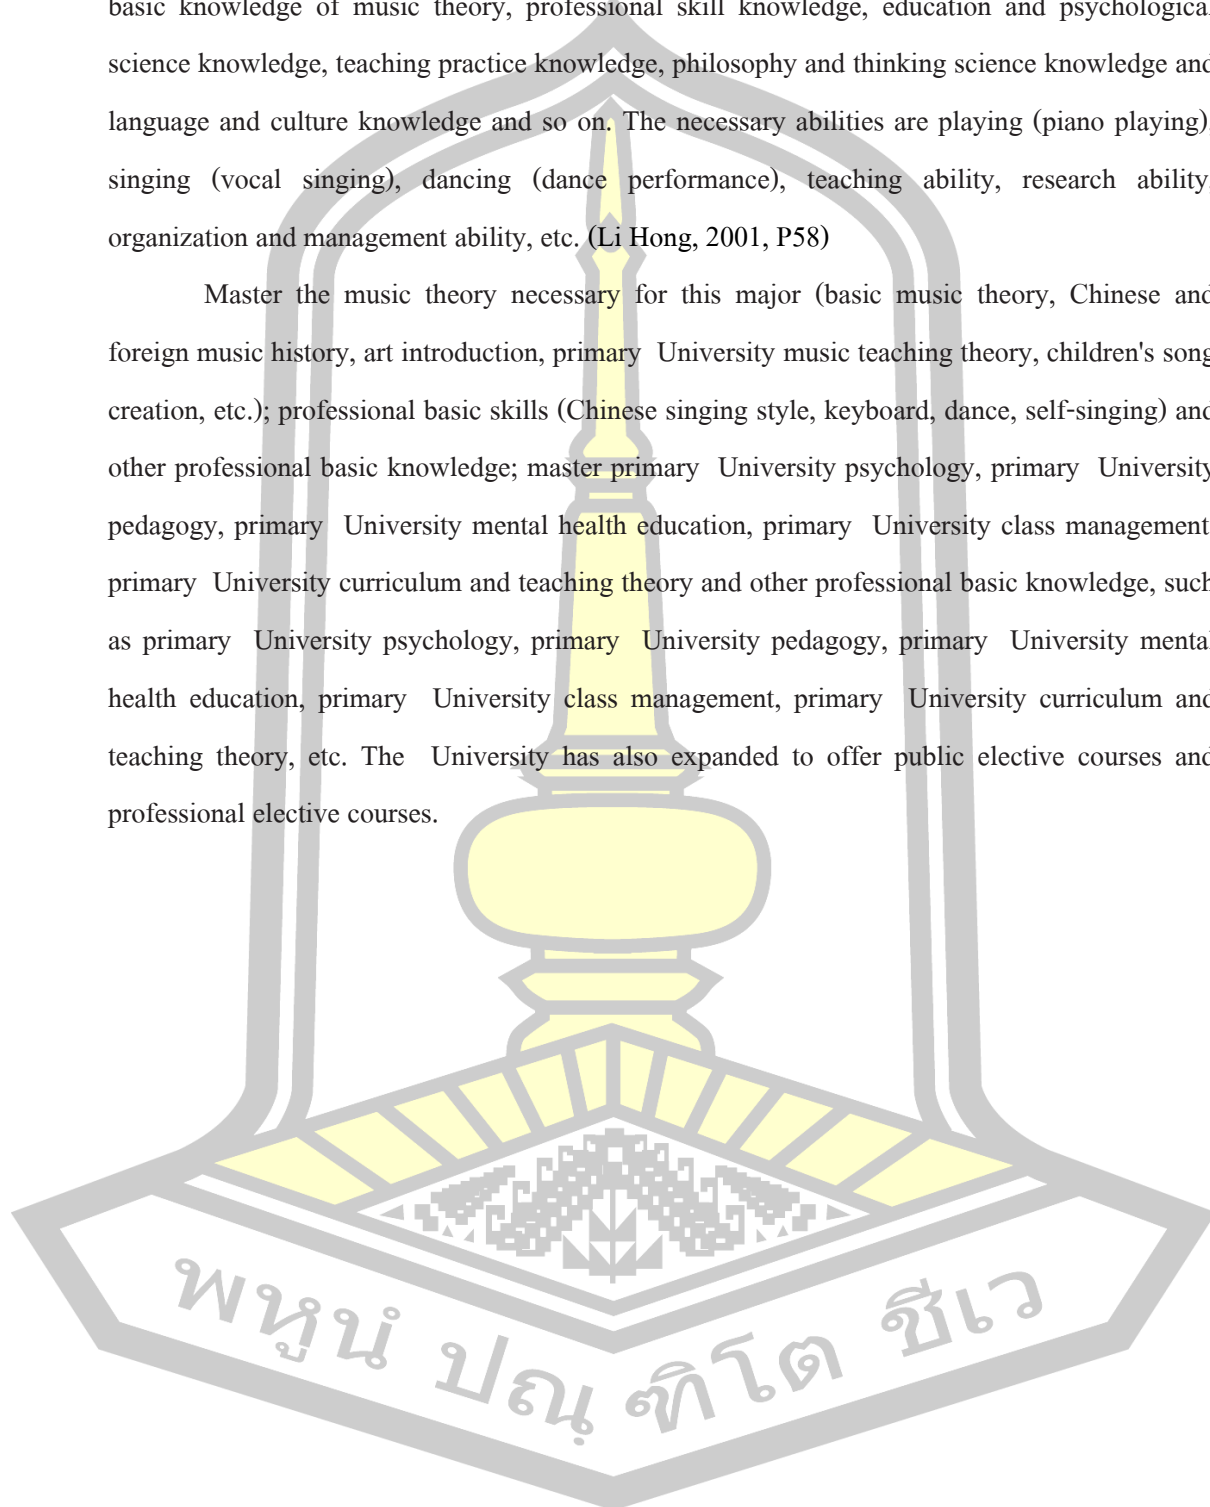 basic knowledge of music theory, professional skill knowledge, education and psychological
science knowledge, teaching practice knowledge, philosophy and thinking science knowledge and
language and culture knowledge and so on. The necessary abilities are playing (piano playing),
singing (vocal singing), dancing (dance performance), teaching ability, research ability,
organization and management ability, etc. (Li Hong, 2001, P58)
Master the music theory necessary for this major (basic music theory, Chinese and
foreign music history, art introduction, primary University music teaching theory, children's song
creation, etc.); professional basic skills (Chinese singing style, keyboard, dance, self-singing) and
other professional basic knowledge; master primary University psychology, primary University
pedagogy, primary University mental health education, primary University class management
primary University curriculum and teaching theory and other professional basic knowledge, such
as primary University psychology, primary University pedagogy, primary University mental
health education, primary University class management, primary University curriculum and
teaching theory, etc. The University has also expanded to offer public elective courses and
professional elective courses.
พหูนํ ปณฺฑิโต ชีเว